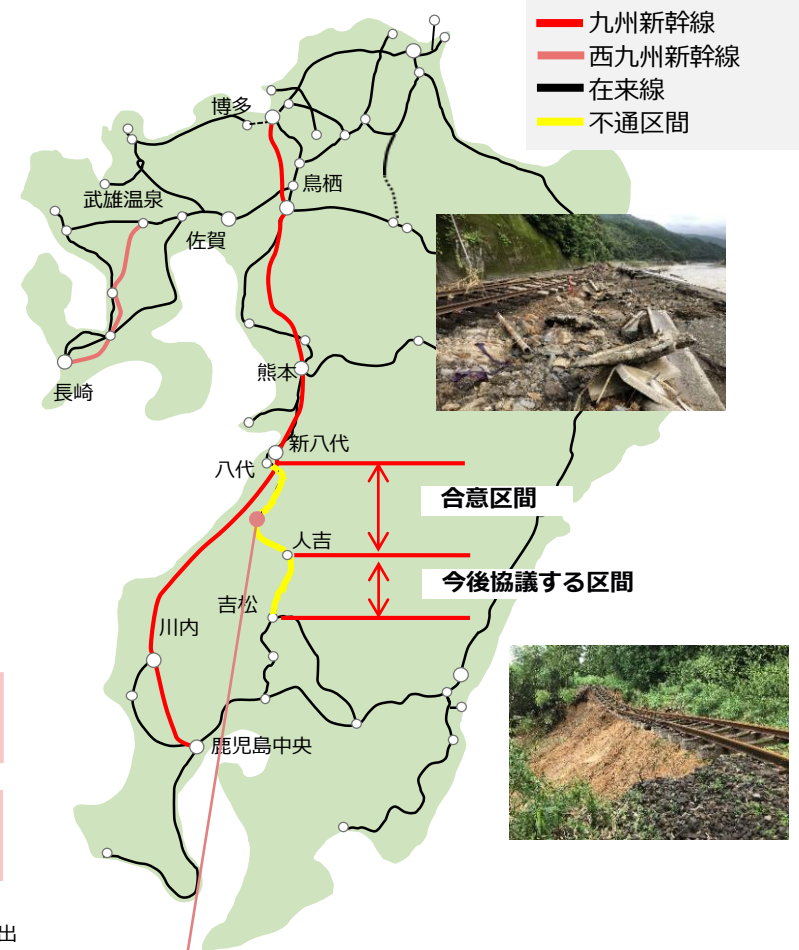 九州新幹線
西九州新幹線
在来線
不通区間
博多
武雄温泉
鳥栖
佐賀
長崎
熊本
新八代
八代
合意区間
人吉
今後協議する区間
吉松
川内
鹿児島中央
出